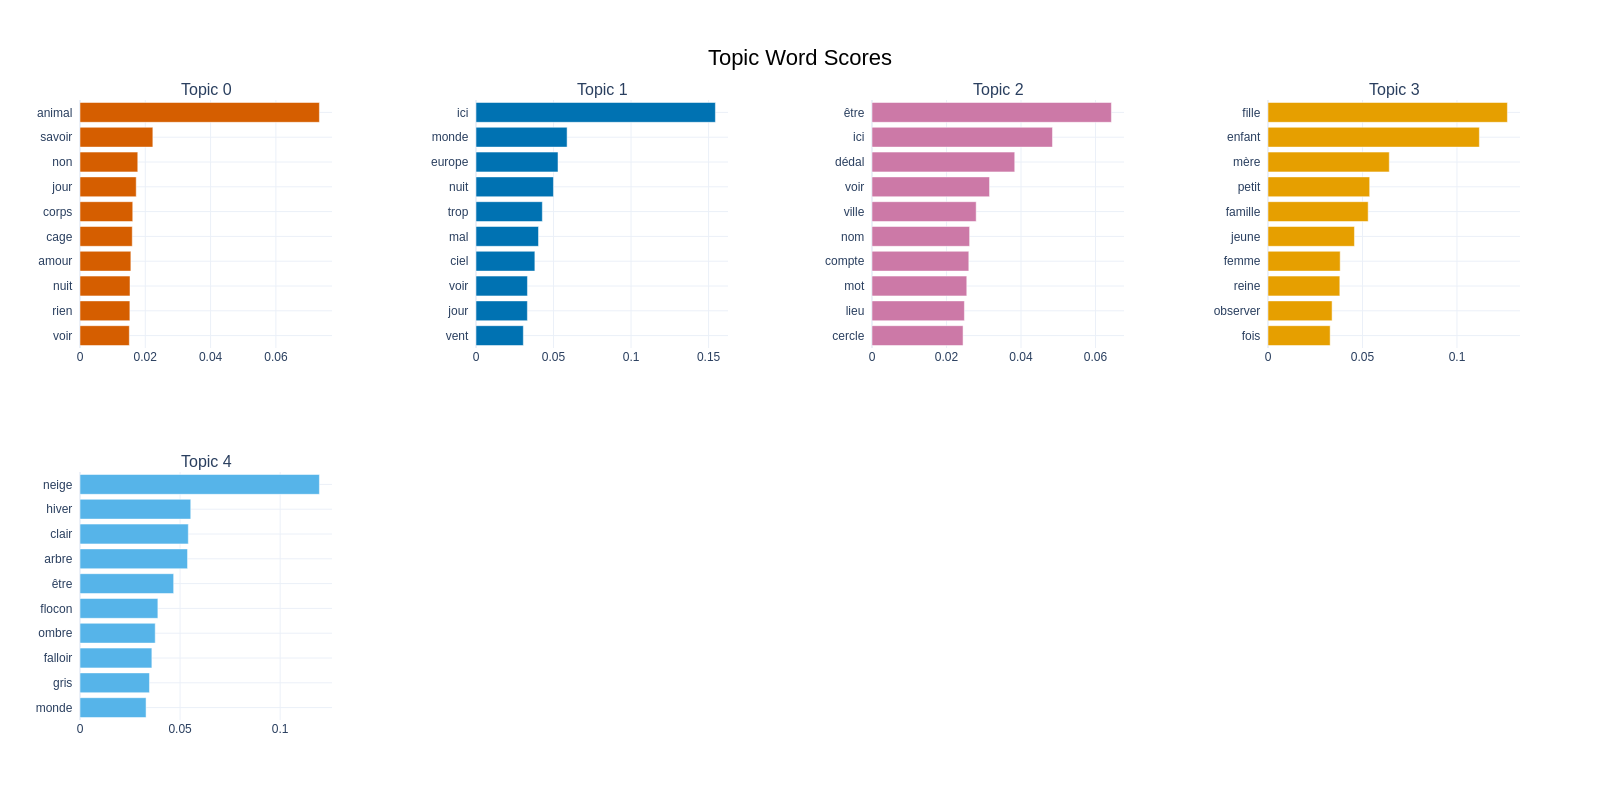 Topic Word Scores
Topic 0
animal
savoir
non
jour
corps
cage
amour
nuit
rien
voir
0 0.02 0.04 0.06
Topic 1
ici
monde
europe
nuit
trop
mal
ciel
voir
jour
vent
0 0.05 0.1 0.15
Topic 2
être
ici
dédal
voir
ville
nom
compte
mot
lieu
cercle
0 0.02 0.04 0.06
Topic 3
fille
enfant
mère
petit
famille
jeune
femme
reine
observer
fois
0 0.05 0.1
Topic 4
neige
hiver
clair
arbre
être
flocon
ombre
falloir
gris
monde
0 0.05 0.1